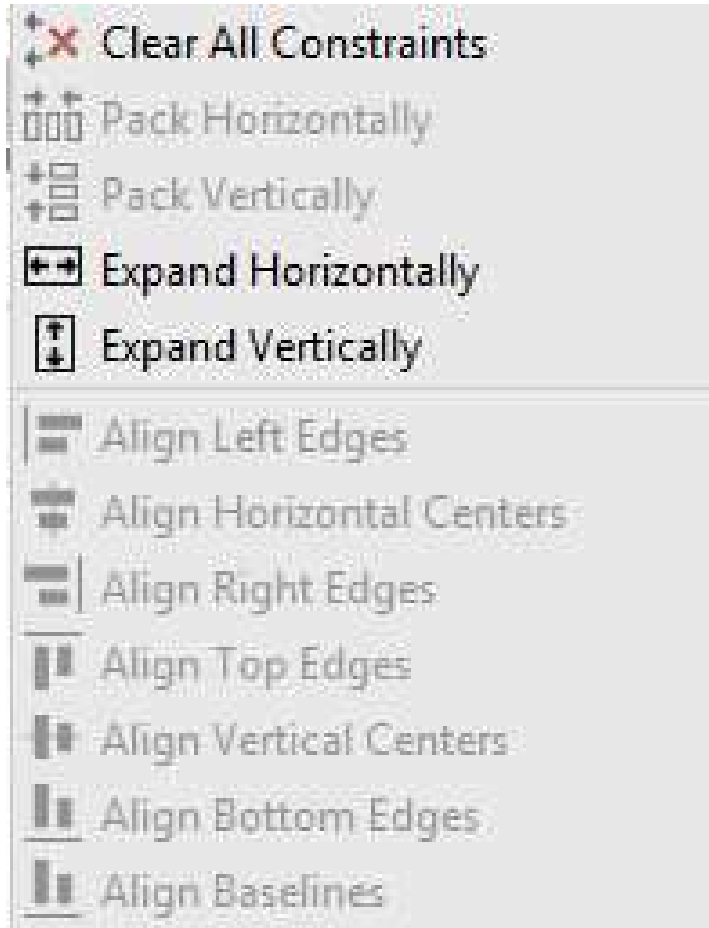 Clear All Constraints
Pack Horizontally
Pack Vertically
Expand Horizontally
Expand Vertically
Align Left Edges
Align Horizontal Centers
Align Right Edges
Align Top Edges
Align Vertical Centers
Align Bottom Edges
Align Baselines